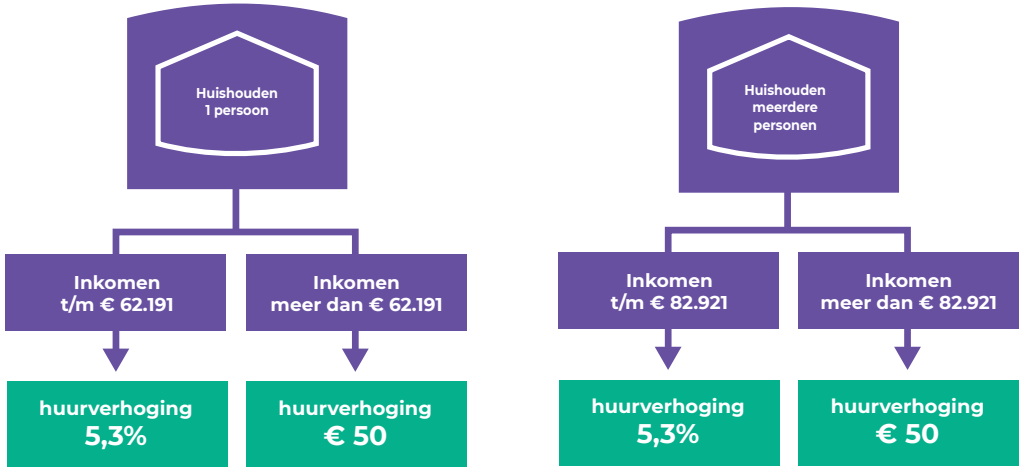 Huishouden
1 persoon
Inkomen
t/m € 62.191
Inkomen
meer dan € 62.191
huurverhoging
5,3%
huurverhoging
€ 50
Huishouden
meerdere
personen
Inkomen
t/m € 82.921
Inkomen
meer dan € 82.921
huurverhoging
5,3%
huurverhoging
€ 50